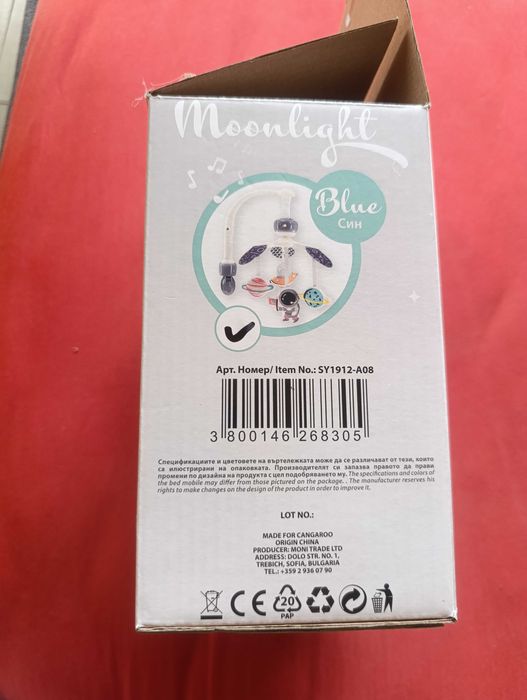 Moonlight
Blue
Син
Арт. Номер/ Item No.: SY1912-A08
3 800146 268305
Спецификациите и цветовете на въртележката може да се различават от тези, които
са илюстрирани на опаковката. Производителят си запазва правото да прави
промени по дизайна на продукта с цел подобряването му. The specifications and colors of
the bed mobile may differ from those pictured on the package. . The manufacturer reserves his
rights to make changes on the design of the product in order to improve it.
LOT NO.:
MADE FOR CANGAROO
ORIGIN CHINA
PRODUCER: MONI TRADE LTD
ADDRESS: DOLO STR. NO. 1,
TREBICH, SOFIA, BULGARIA
TEL.: +359 2 936 07 90
CE
20
PAP